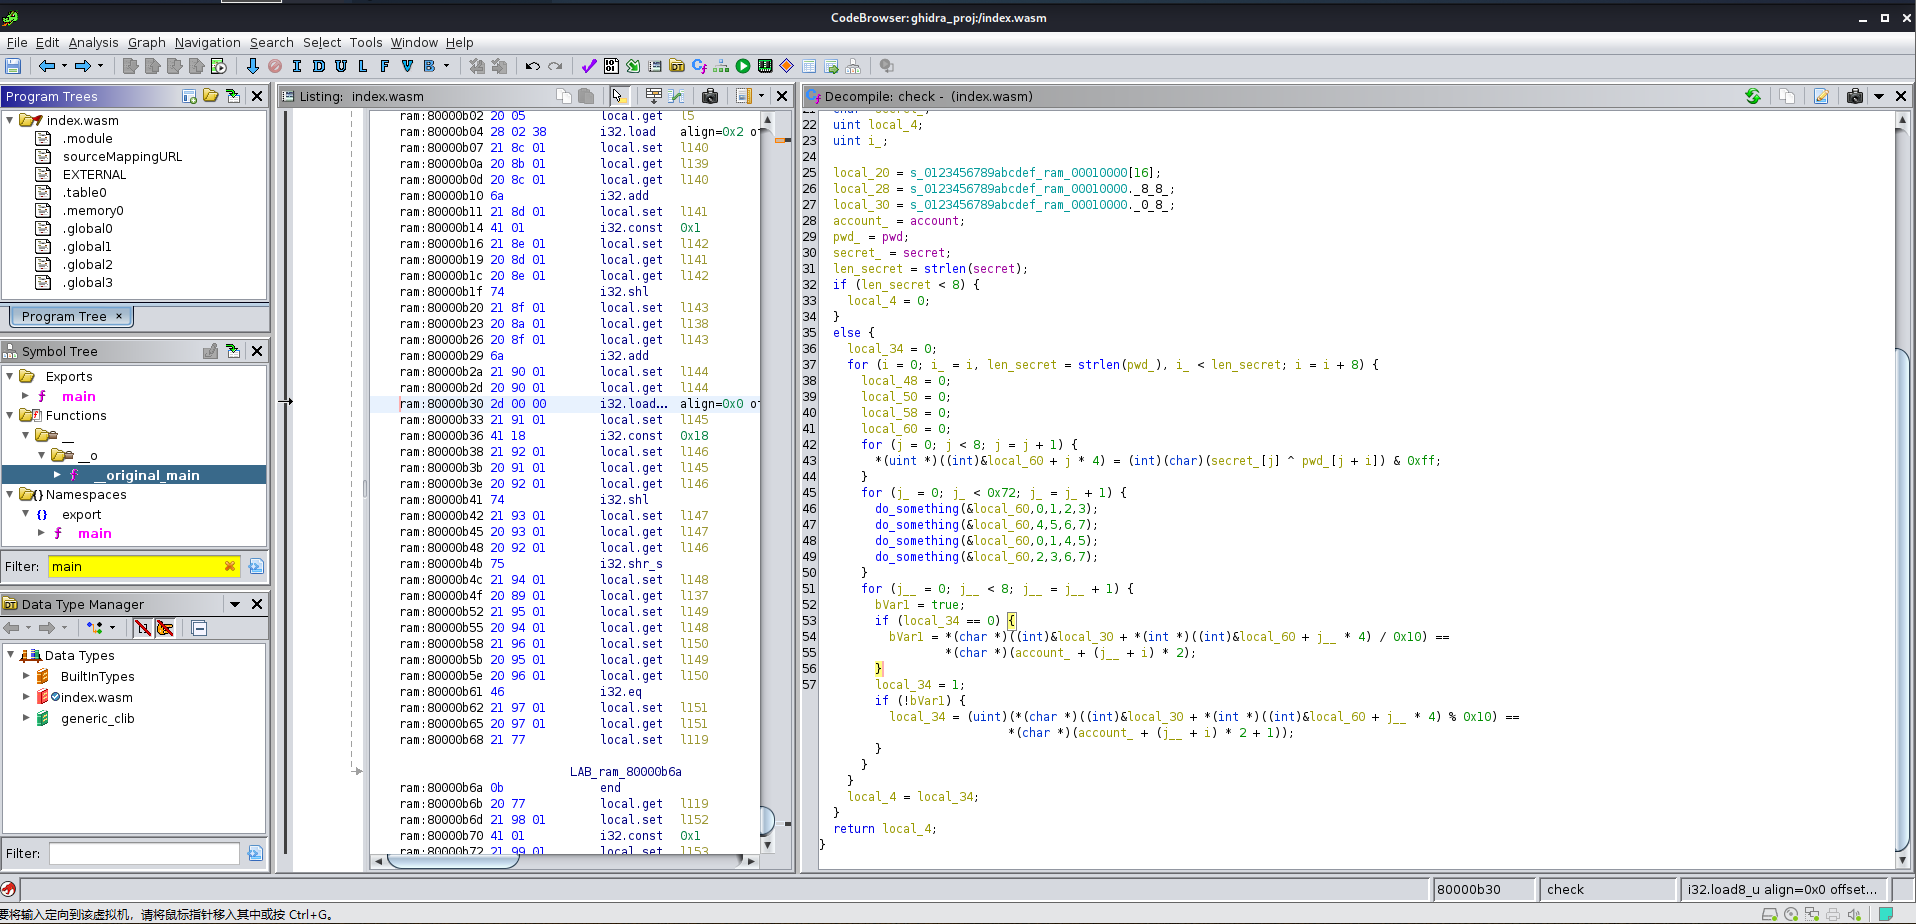 CodeBrowser: ghidra_proj:/index.wasm
File Edit Analysis Graph Navigation Search Select Tools Window Help
I D U L F V B
Program Trees
index.wasm
.module
sourceMappingURL
EXTERNAL
.table0
.memory0
.global0
.global1
.global2
.global3
Program Tree ×
Symbol Tree
Exports
f main
Functions
__
__o
f __original_main
{} Namespaces
{} export
f main
Filter: main
Data Type Manager
Data Types
BuiltInTypes
index.wasm
generic_clib
Filter:
Listing: index.wasm
ram:80000b02 20 05 local.get l5
ram:80000b04 28 02 38 i32.load align=0x2 o
ram:80000b07 21 8c 01 local.set l140
ram:80000b0a 20 8b 01 local.get l139
ram:80000b0d 20 8c 01 local.get l140
ram:80000b10 6a i32.add
ram:80000b11 21 8d 01 local.set l141
ram:80000b14 41 01 i32.const 0x1
ram:80000b16 21 8e 01 local.set l142
ram:80000b19 20 8d 01 local.get l141
ram:80000b1c 20 8e 01 local.get l142
ram:80000b1f 74 i32.shl
ram:80000b20 21 8f 01 local.set l143
ram:80000b23 20 8a 01 local.get l138
ram:80000b26 20 8f 01 local.get l143
ram:80000b29 6a i32.add
ram:80000b2a 21 90 01 local.set l144
ram:80000b2d 20 90 01 local.get l144
ram:80000b30 2d 00 00 i32.load... align=0x0 o
ram:80000b33 21 91 01 local.set l145
ram:80000b36 41 18 i32.const 0x18
ram:80000b38 21 92 01 local.set l146
ram:80000b3b 20 91 01 local.get l145
ram:80000b3e 20 92 01 local.get l146
ram:80000b41 74 i32.shl
ram:80000b42 21 93 01 local.set l147
ram:80000b45 20 93 01 local.get l147
ram:80000b48 20 92 01 local.get l146
ram:80000b4b 75 i32.shr_s
ram:80000b4c 21 94 01 local.set l148
ram:80000b4f 20 89 01 local.get l137
ram:80000b52 21 95 01 local.set l149
ram:80000b55 20 94 01 local.get l148
ram:80000b58 21 96 01 local.set l150
ram:80000b5b 20 95 01 local.get l149
ram:80000b5e 20 96 01 local.get l150
ram:80000b61 46 i32.eq
ram:80000b62 21 97 01 local.set l151
ram:80000b65 20 97 01 local.get l151
ram:80000b68 21 77 local.set l119
LAB_ram_80000b6a
ram:80000b6a 0b end
ram:80000b6b 20 77 local.get l119
ram:80000b6d 21 98 01 local.set l152
ram:80000b70 41 01 i32.const 0x1
ram:80000b72 21 99 01 local.set l153
Decompile: check - (index.wasm)
22 uint local_4;
23 uint i_;
24
25 local_20 = s_0123456789abcdef_ram_00010000[16];
26 local_28 = s_0123456789abcdef_ram_00010000._8_8_;
27 local_30 = s_0123456789abcdef_ram_00010000._0_8_;
28 account_ = account;
29 pwd_ = pwd;
30 secret_ = secret;
31 len_secret = strlen(secret);
32 if (len_secret < 8) {
33 local_4 = 0;
34 }
35 else {
36 local_34 = 0;
37 for (i = 0; i_ = i, len_secret = strlen(pwd_), i_ < len_secret; i = i + 8) {
38 local_48 = 0;
39 local_50 = 0;
40 local_58 = 0;
41 local_60 = 0;
42 for (j = 0; j < 8; j = j + 1) {
43 *(uint *)((int)&local_60 + j * 4) = (int)(char)(secret_[j] ^ pwd_[j + i]) & 0xff;
44 }
45 for (j_ = 0; j_ < 0x72; j_ = j_ + 1) {
46 do_something(&local_60,0,1,2,3);
47 do_something(&local_60,4,5,6,7);
48 do_something(&local_60,0,1,4,5);
49 do_something(&local_60,2,3,6,7);
50 }
51 for (j__ = 0; j__ < 8; j__ = j__ + 1) {
52 bVar1 = true;
53 if (local_34 == 0) {
54 bVar1 = *(char *)((int)&local_30 + *(int *)((int)&local_60 + j__ * 4) / 0x10) ==
55 *(char *)(account_ + (j__ + i) * 2);
56 }
57 local_34 = 1;
if (!bVar1) {
local_34 = (uint)(*(char *)((int)&local_30 + *(int *)((int)&local_60 + j__ * 4) % 0x10) ==
*(char *)(account_ + (j__ + i) * 2 + 1));
}
}
}
local_4 = local_34;
}
return local_4;
}
80000b30 check i32.load8_u align=0x0 offset...
要将输入定向到该虚拟机，请将鼠标指针移入其中或按 Ctrl+G。